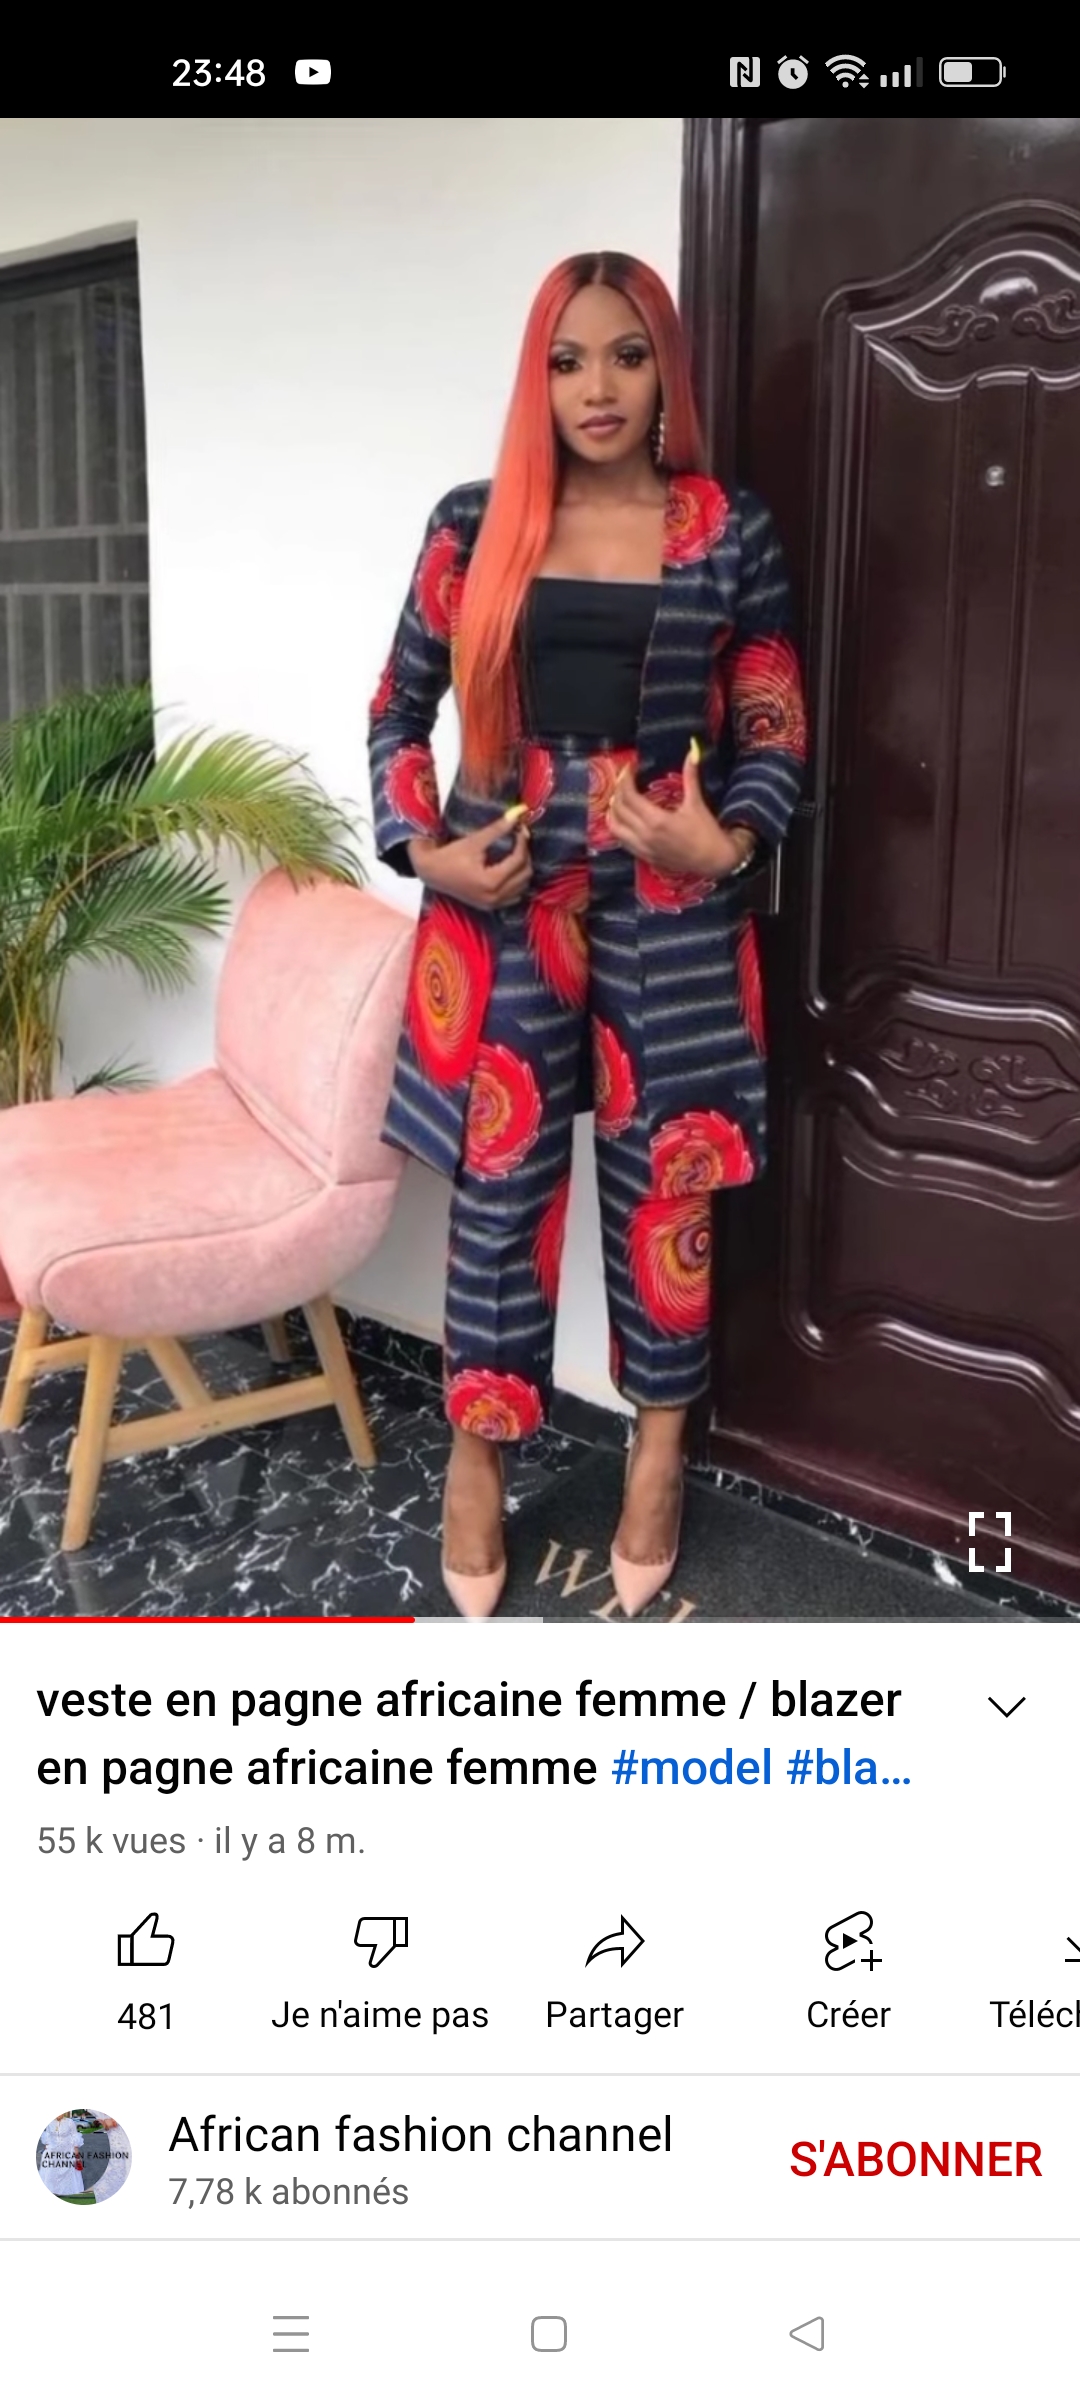 23:48
W
veste en pagne africaine femme / blazer
en pagne africaine femme #model #bla...
55 k vues · il y a 8 m.
481
Je n'aime pas
Partager
Créer
Téléch
AFRICAN FASHION
CHANNEL
African fashion channel
7,78 k abonnés
S'ABONNER